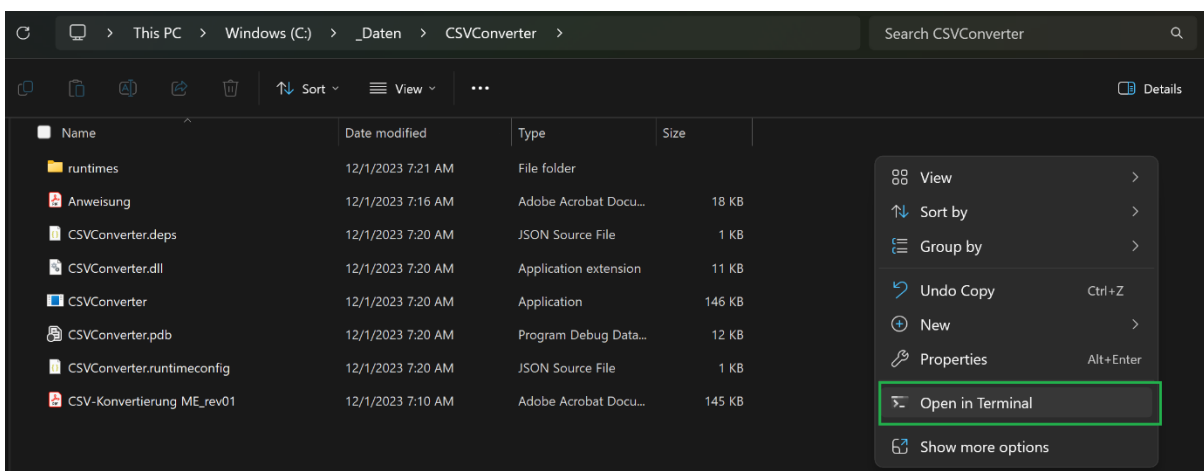 This PC > Windows (C:) > _Daten > CSVConverter >
Search CSVConverter
Sort View ... Details
Name Date modified Type Size
runtimes 12/1/2023 7:21 AM File folder
Anweisung 12/1/2023 7:16 AM Adobe Acrobat Docu... 18 KB
CSVConverter.deps 12/1/2023 7:20 AM JSON Source File 1 KB
CSVConverter.dll 12/1/2023 7:20 AM Application extension 11 KB
CSVConverter 12/1/2023 7:20 AM Application 146 KB
CSVConverter.pdb 12/1/2023 7:20 AM Program Debug Data... 12 KB
CSVConverter.runtimeconfig 12/1/2023 7:20 AM JSON Source File 1 KB
CSV-Konvertierung ME_rev01 12/1/2023 7:10 AM Adobe Acrobat Docu... 145 KB
View >
Sort by >
Group by >
Undo Copy Ctrl+Z
New >
Properties Alt+Enter
Open in Terminal
Show more options